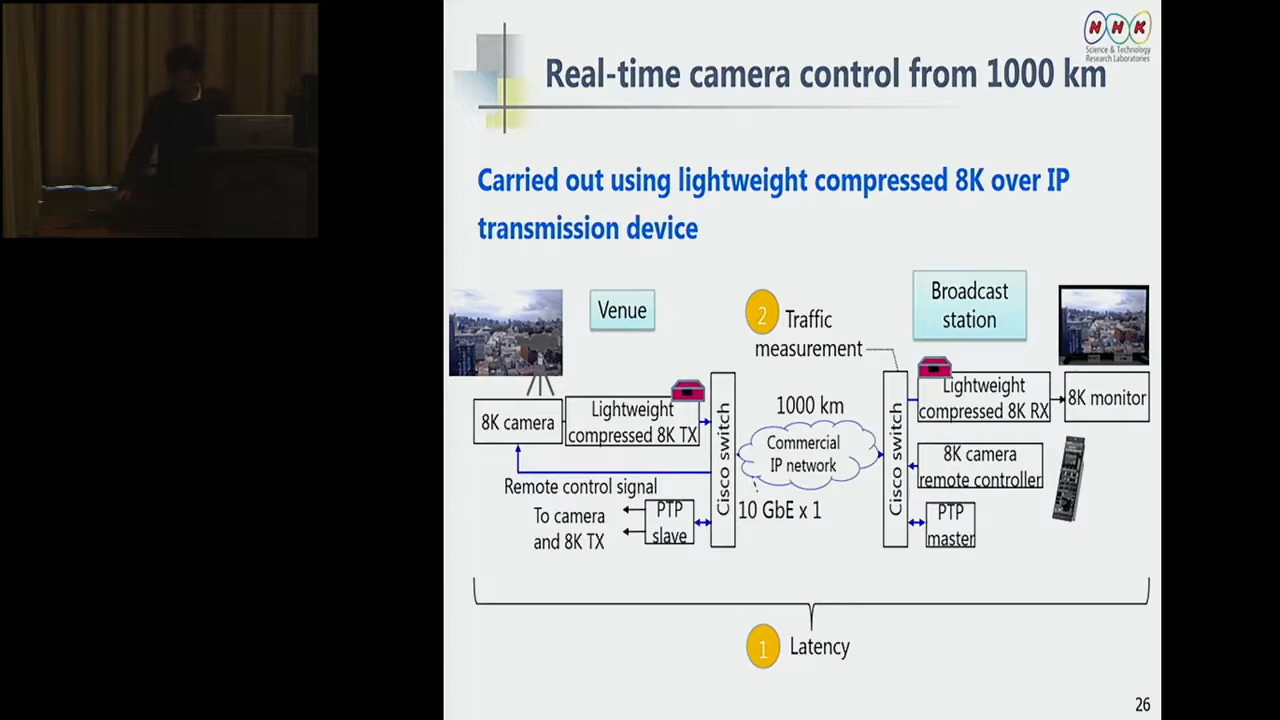 NHK
Science & Technology
Research Laboratories
Real-time camera control from 1000 km
Carried out using lightweight compressed 8K over IP
transmission device
Venue
2
Traffic
measurement
Broadcast
station
8K camera
Lightweight
compressed 8K TX
Cisco switch
1000 km
Commercial
IP network
10 GbE x 1
Cisco switch
Lightweight
compressed 8K RX
8K monitor
8K camera
remote controller
Remote control signal
To camera
and 8K TX
PTP
slave
PTP
master
1
Latency
26